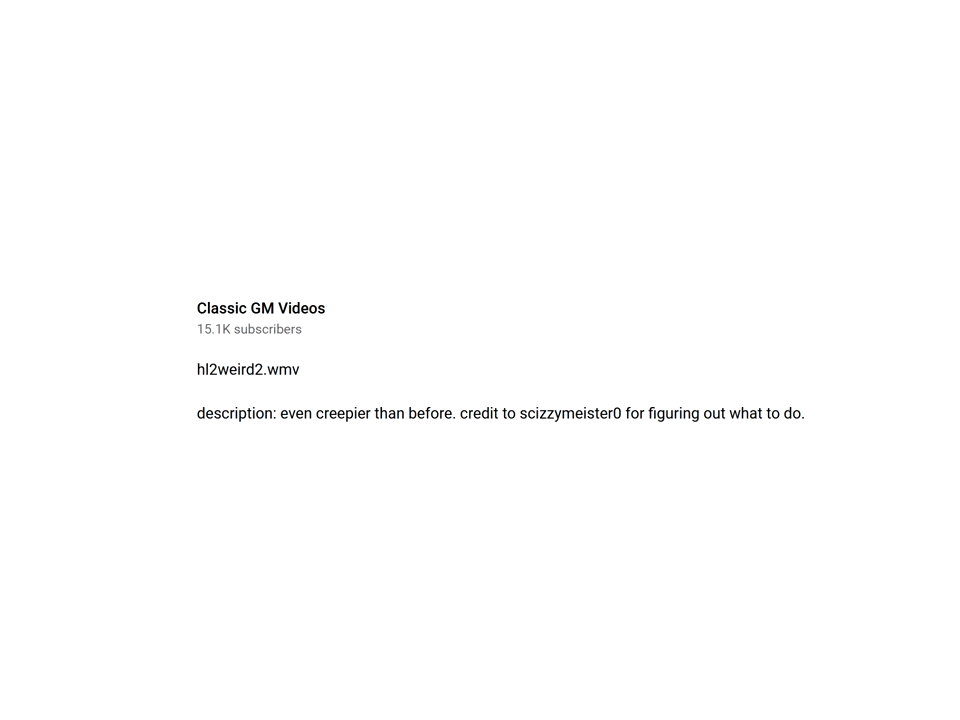 Classic GM Videos
15.1K subscribers
hl2weird2.wmv
description: even creepier than before. credit to scizzymeister0 for figuring out what to do.